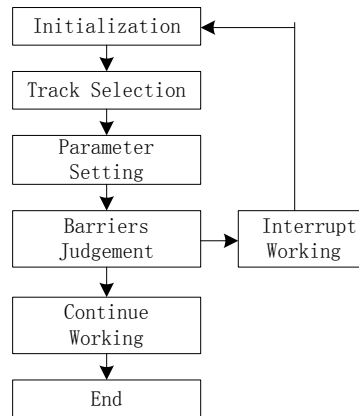 Initialization
Track Selection
Parameter
Setting
Barriers
Judgement
Interrupt
Working
Continue
Working
End